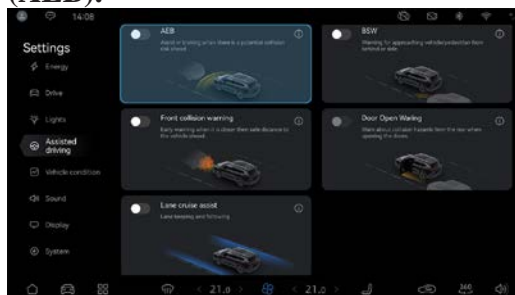 (AEB).
14:08
Settings
Energy
Drive
Lights
Assisted
driving
Vehicle condition
Sound
Display
System
AEB
Assist in braking when there is a potential collision
risk ahead
BSW
Warning for approaching vehicle/pedestrian from
behind or side
Front collision warning
Early warning when it is closer then safe distance to
the vehicle ahead
Door Open Waring
Warn about collision hazards from the rear when
opening the doors
Lane cruise assist
Lane keeping and following
21.0
21.0
360